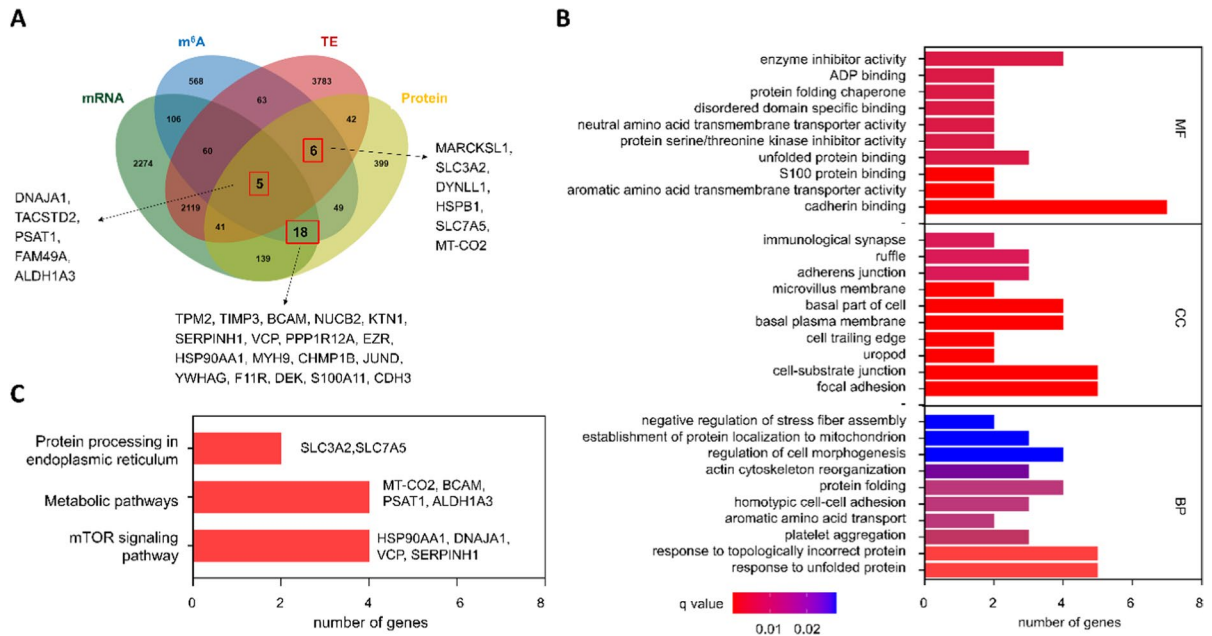 A
m⁶A
TE
mRNA
Protein
568
3783
106
63
42
2274
60
6
399
5
2119
49
41
18
139
DNAJA1,
TACSTD2,
PSAT1,
FAM49A,
ALDH1A3
MARCKSL1,
SLC3A2,
DYNLL1,
HSPB1,
SLC7A5,
MT-CO2
TPM2, TIMP3, BCAM, NUCB2, KTN1,
SERPINH1, VCP, PPP1R12A, EZR,
HSP90AA1, MYH9, CHMP1B, JUND,
YWHAG, F11R, DEK, S100A11, CDH3
B
enzyme inhibitor activity
ADP binding
protein folding chaperone
disordered domain specific binding
neutral amino acid transmembrane transporter activity
protein serine/threonine kinase inhibitor activity
unfolded protein binding
S100 protein binding
aromatic amino acid transmembrane transporter activity
cadherin binding
-
MF
immunological synapse
ruffle
adherens junction
microvillus membrane
basal part of cell
basal plasma membrane
cell trailing edge
uropod
cell-substrate junction
focal adhesion
-
CC
negative regulation of stress fiber assembly
establishment of protein localization to mitochondrion
regulation of cell morphogenesis
actin cytoskeleton reorganization
protein folding
homotypic cell-cell adhesion
aromatic amino acid transport
platelet aggregation
response to topologically incorrect protein
response to unfolded protein
BP
0 2 4 6 8
number of genes
q value
0.01 0.02
C
Protein processing in
endoplasmic reticulum
SLC3A2,SLC7A5
Metabolic pathways
MT-CO2, BCAM,
PSAT1, ALDH1A3
mTOR signaling
pathway
HSP90AA1, DNAJA1,
VCP, SERPINH1
0 2 4 6 8
number of genes